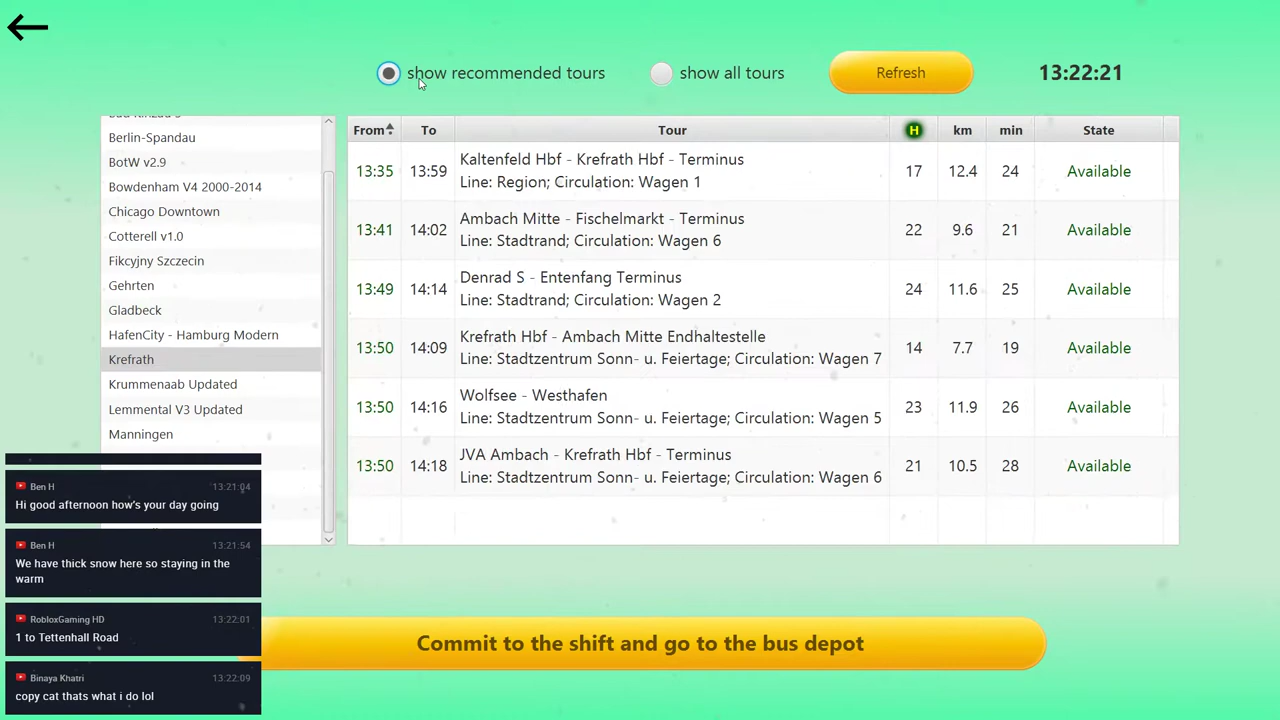 show recommended tours
show all tours
Refresh
13:22:21
Berlin-Spandau
BotW v2.9
Bowdenham V4 2000-2014
Chicago Downtown
Cotterell v1.0
Fikcyjny Szczecin
Gehrten
Gladbeck
HafenCity - Hamburg Modern
Krefrath
Krummenaab Updated
Lemmental V3 Updated
Manningen
From To Tour H km min State
13:35 13:59 Kaltenfeld Hbf - Krefrath Hbf - Terminus 17 12.4 24 Available
Line: Region; Circulation: Wagen 1
13:41 14:02 Ambach Mitte - Fischelmarkt - Terminus 22 9.6 21 Available
Line: Stadtrand; Circulation: Wagen 6
13:49 14:14 Denrad S - Entenfang Terminus 24 11.6 25 Available
Line: Stadtrand; Circulation: Wagen 2
13:50 14:09 Krefrath Hbf - Ambach Mitte Endhaltestelle 14 7.7 19 Available
Line: Stadtzentrum Sonn- u. Feiertage; Circulation: Wagen 7
13:50 14:16 Wolfsee - Westhafen 23 11.9 26 Available
Line: Stadtzentrum Sonn- u. Feiertage; Circulation: Wagen 5
13:50 14:18 JVA Ambach - Krefrath Hbf - Terminus 21 10.5 28 Available
Line: Stadtzentrum Sonn- u. Feiertage; Circulation: Wagen 6
Ben H 13:21:04
Hi good afternoon how's your day going
Ben H 13:21:54
We have thick snow here so staying in the
warm
RobloxGaming HD 13:22:01
1 to Tettenhall Road
Binaya Khatri 13:22:09
copy cat thats what i do lol
Commit to the shift and go to the bus depot